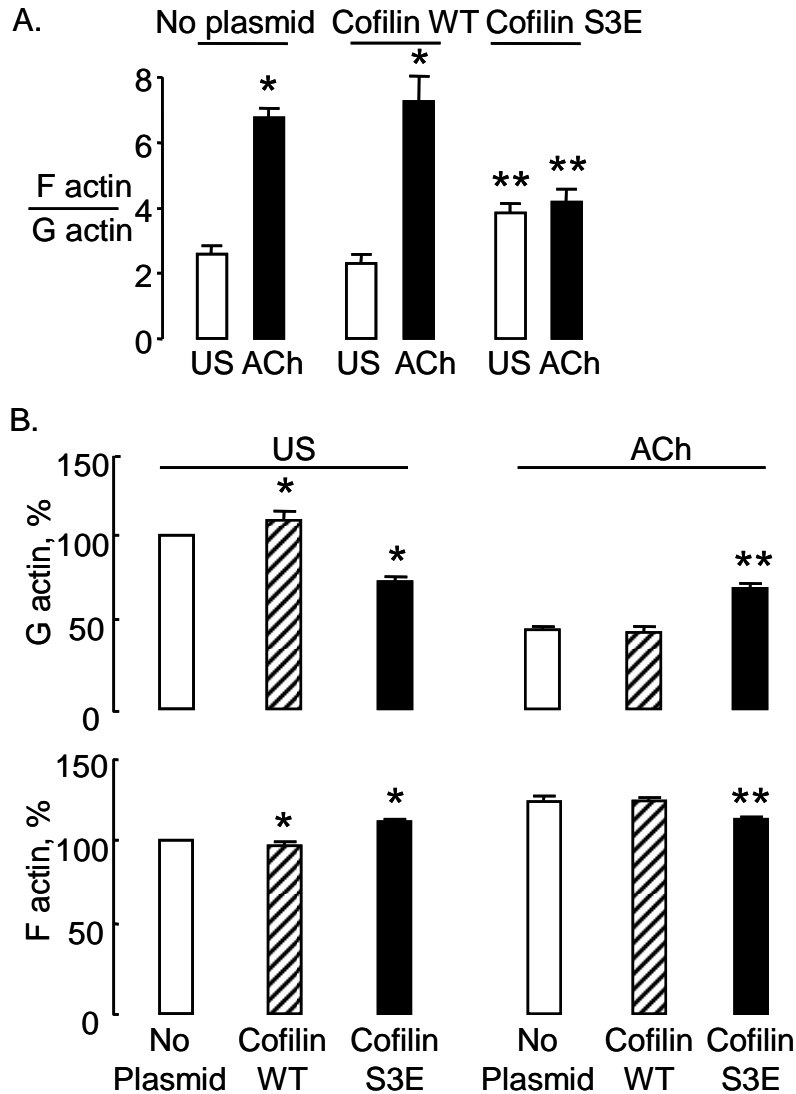 A.
No plasmid Cofilin WT Cofilin S3E
* * ** **
8
6
4
2
0
F actin
G actin
US ACh US ACh US ACh
B.
US ACh
150
100
50
0
G actin, %
* * **
150
100
50
0
F actin, %
* * **
No Cofilin Cofilin No Cofilin Cofilin
Plasmid WT S3E Plasmid WT S3E